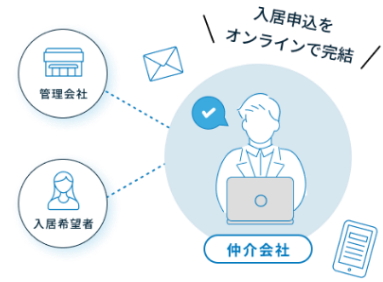 入居申込を
オンラインで完結
管理会社
入居希望者
仲介会社